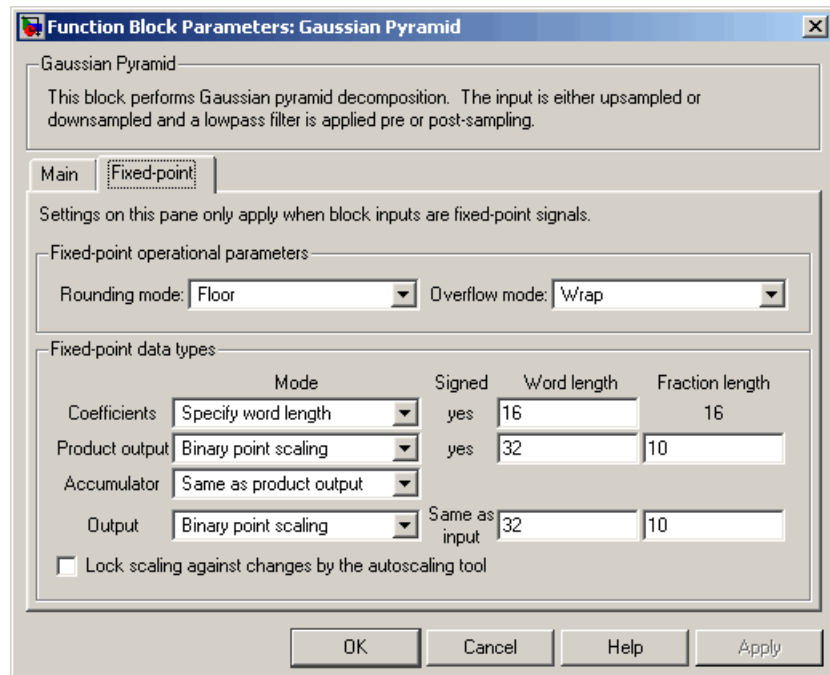 Function Block Parameters: Gaussian Pyramid
Gaussian Pyramid
This block performs Gaussian pyramid decomposition. The input is either upsampled or
downsampled and a lowpass filter is applied pre or post-sampling.
Main Fixed-point
Settings on this pane only apply when block inputs are fixed-point signals.
Fixed-point operational parameters
Rounding mode: Floor Overflow mode: Wrap
Fixed-point data types
Mode Signed Word length Fraction length
Coefficients Specify word length yes 16 16
Product output Binary point scaling yes 32 10
Accumulator Same as product output
Output Binary point scaling Same as input 32 10
Lock scaling against changes by the autoscaling tool
OK Cancel Help Apply